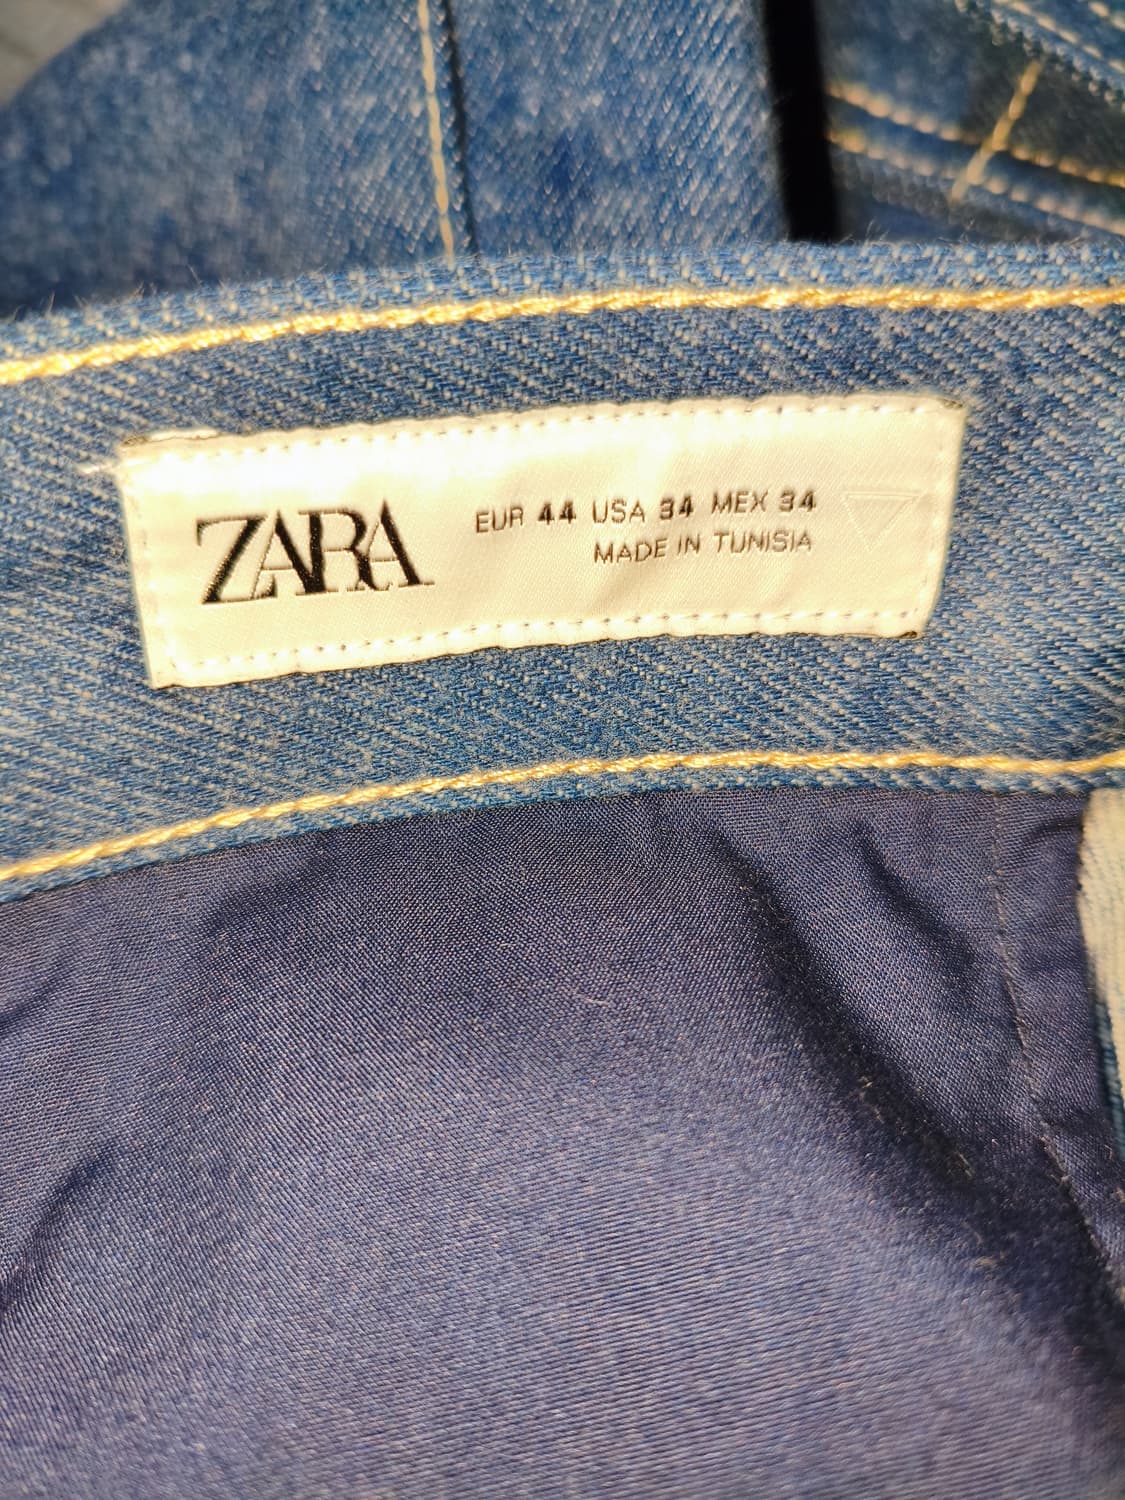 ZARA
EUR 44 USA 34 MEX 34
MADE IN TUNISIA